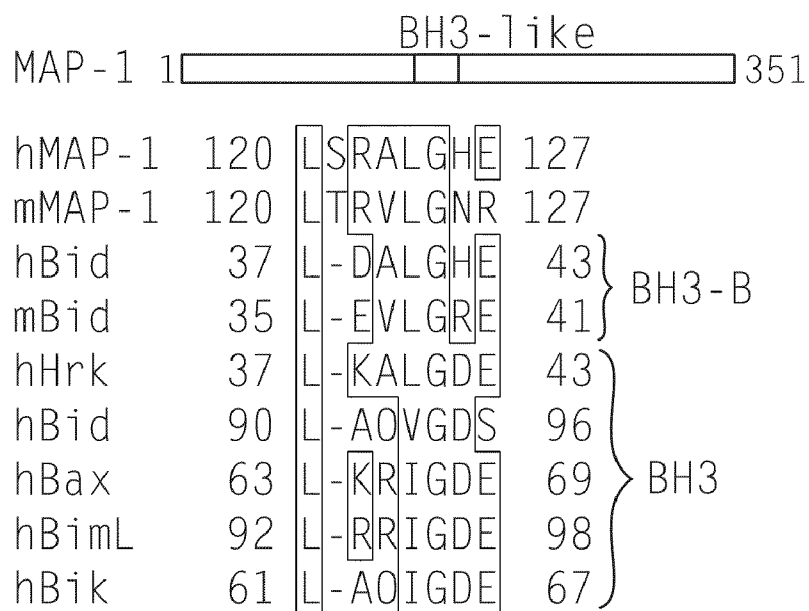 BH3-like
MAP-1 1 351
hMAP-1 120 LSRALGHE 127
mMAP-1 120 LTRVLGNR 127
hBid 37 L-DALGHE 43
mBid 35 L-EVLGRE 41
BH3-B
hHrk 37 L-KALGDE 43
hBid 90 L-AOVGDS 96
hBax 63 L-KRIGDE 69
BH3
hBimL 92 L-RRIGDE 98
hBik 61 L-AOIGDE 67